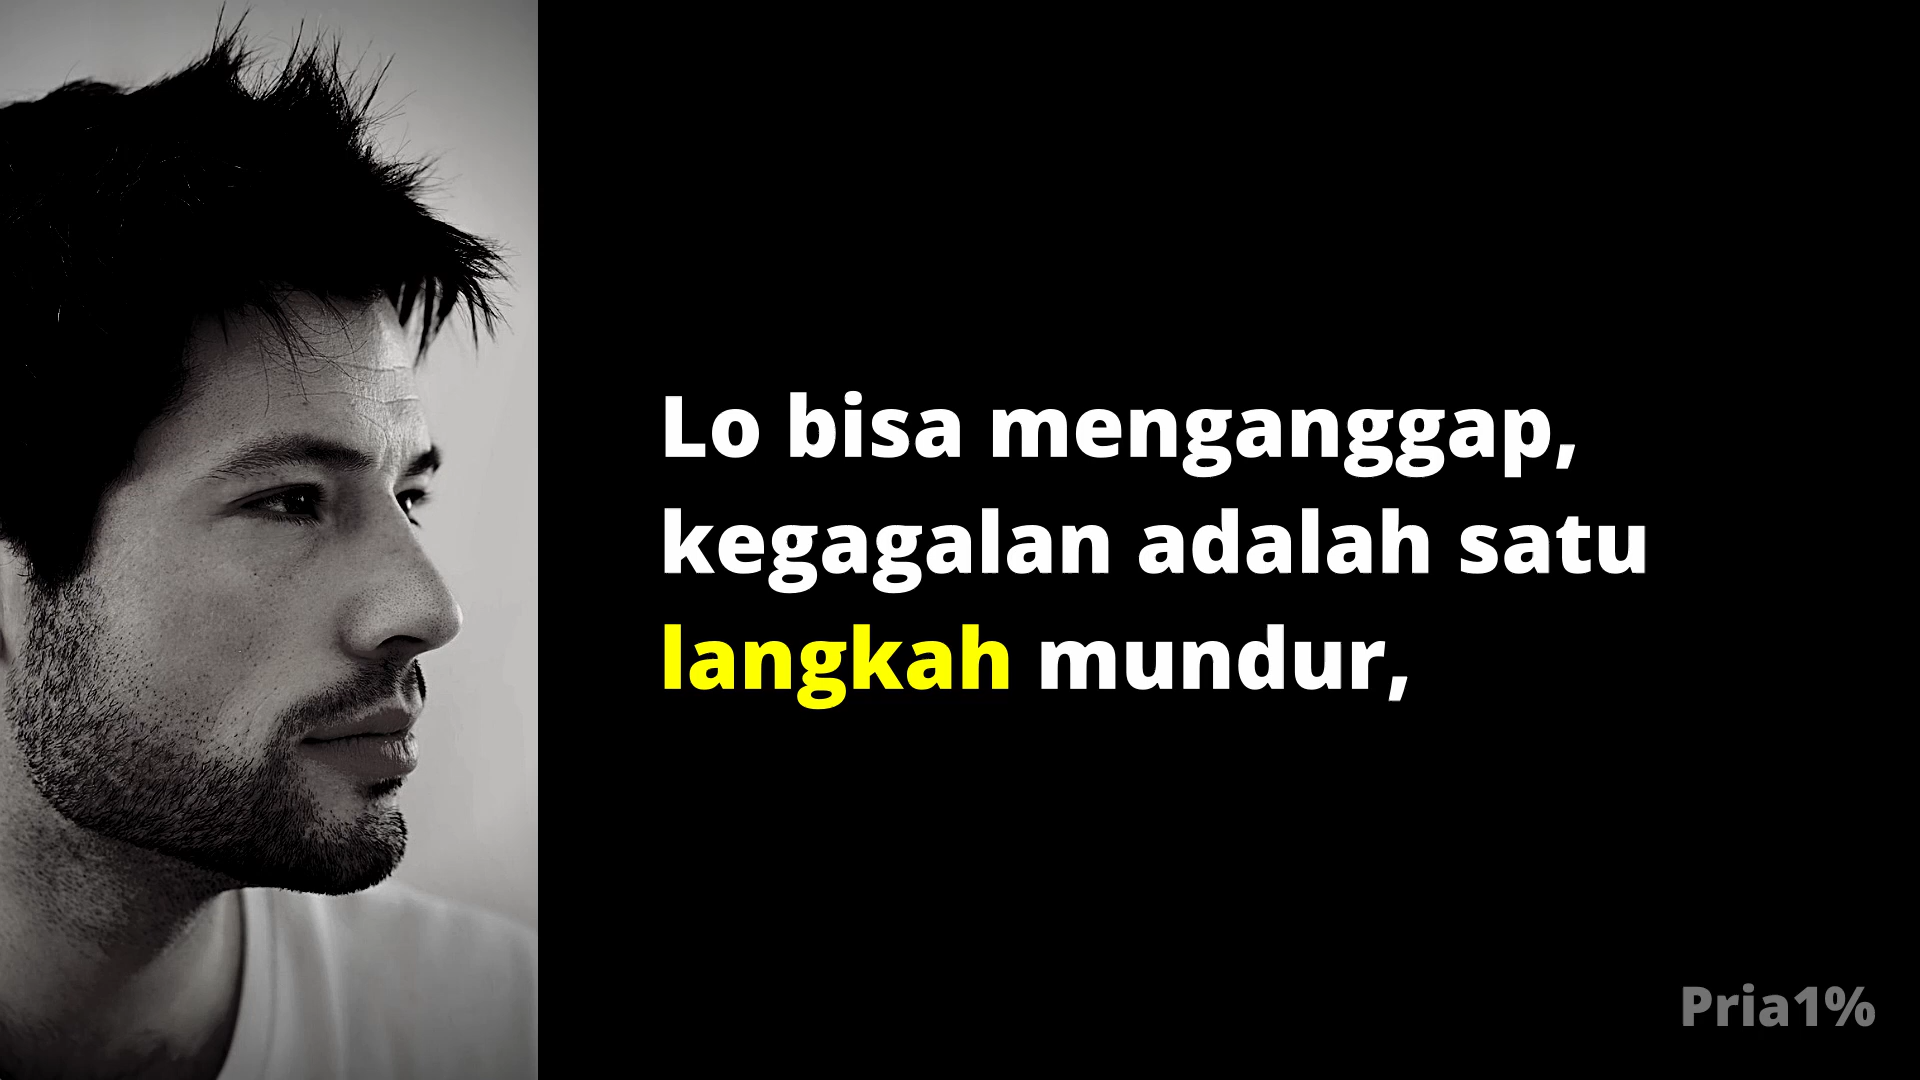 Lo bisa menganggap,
kegagalan adalah satu
langkah mundur,
Pria1%